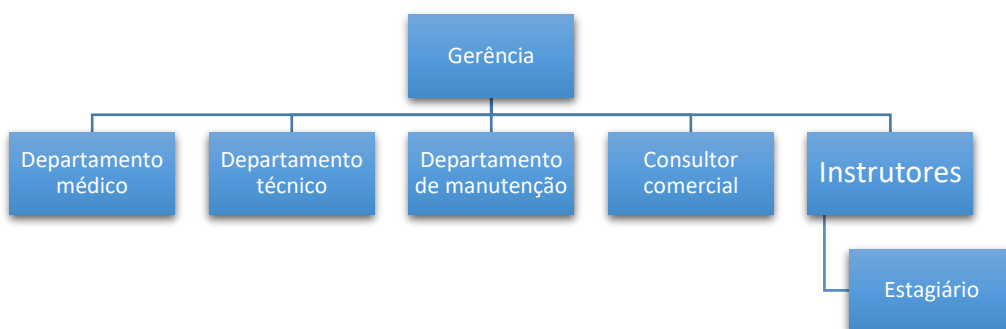 Gerência
Departamento
médico
Departamento
técnico
Departamento
de manutenção
Consultor
comercial
Instrutores
Estagiário